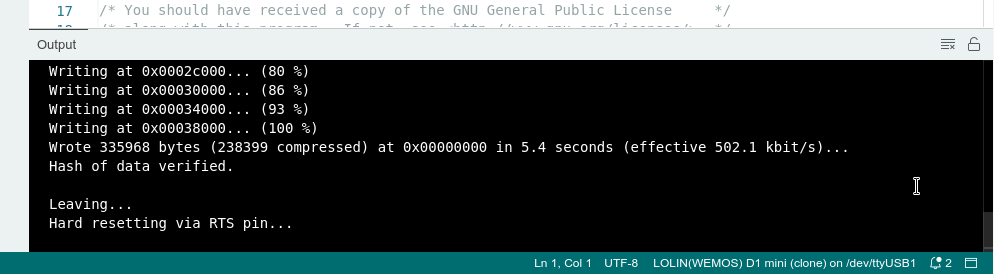 17 /* You should have received a copy of the GNU General Public License */
Output
Writing at 0x0002c000... (80 %)
Writing at 0x00030000... (86 %)
Writing at 0x00034000... (93 %)
Writing at 0x00038000... (100 %)
Wrote 335968 bytes (238399 compressed) at 0x00000000 in 5.4 seconds (effective 502.1 kbit/s)...
Hash of data verified.
Leaving...
Hard resetting via RTS pin...
Ln 1, Col 1 UTF-8 LOLIN(WEMOS) D1 mini (clone) on /dev/ttyUSB1 2